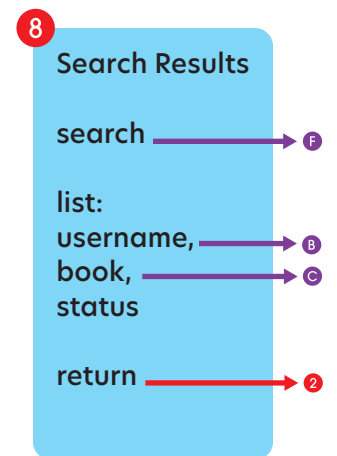 8
Search Results
search F
list:
username, B
book, C
status
return 2